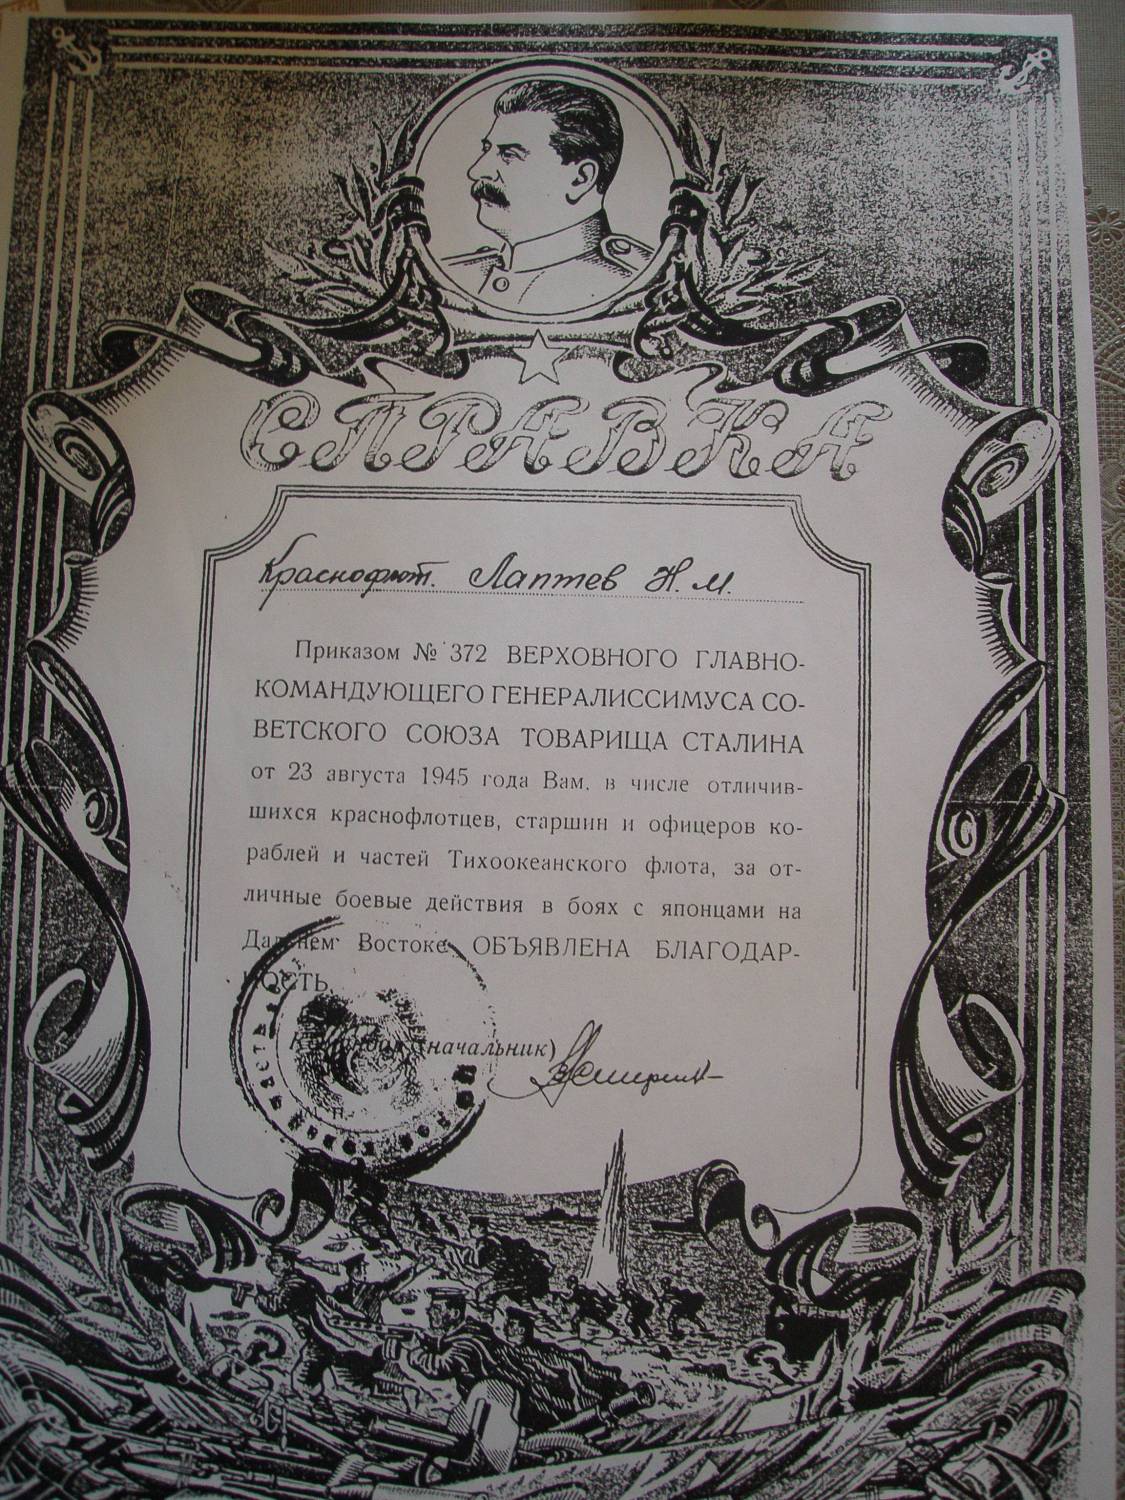 СПРАВКА
Краснофлот. Лаптев Н.М.
Приказом № 372 ВЕРХОВНОГО ГЛАВНО-
КОМАНДУЮЩЕГО ГЕНЕРАЛИССИМУСА СО-
ВЕТСКОГО СОЮЗА ТОВАРИЩА СТАЛИНА
от 23 августа 1945 года Вам, в числе отличив-
шихся краснофлотцев, старшин и офицеров ко-
раблей и частей Тихоокеанского флота, за от-
личные боевые действия в боях с японцами на
Дальнем Востоке, ОБЪЯВЛЕНА БЛАГОДАР-
НОСТЬ.
(начальник)
М. П.